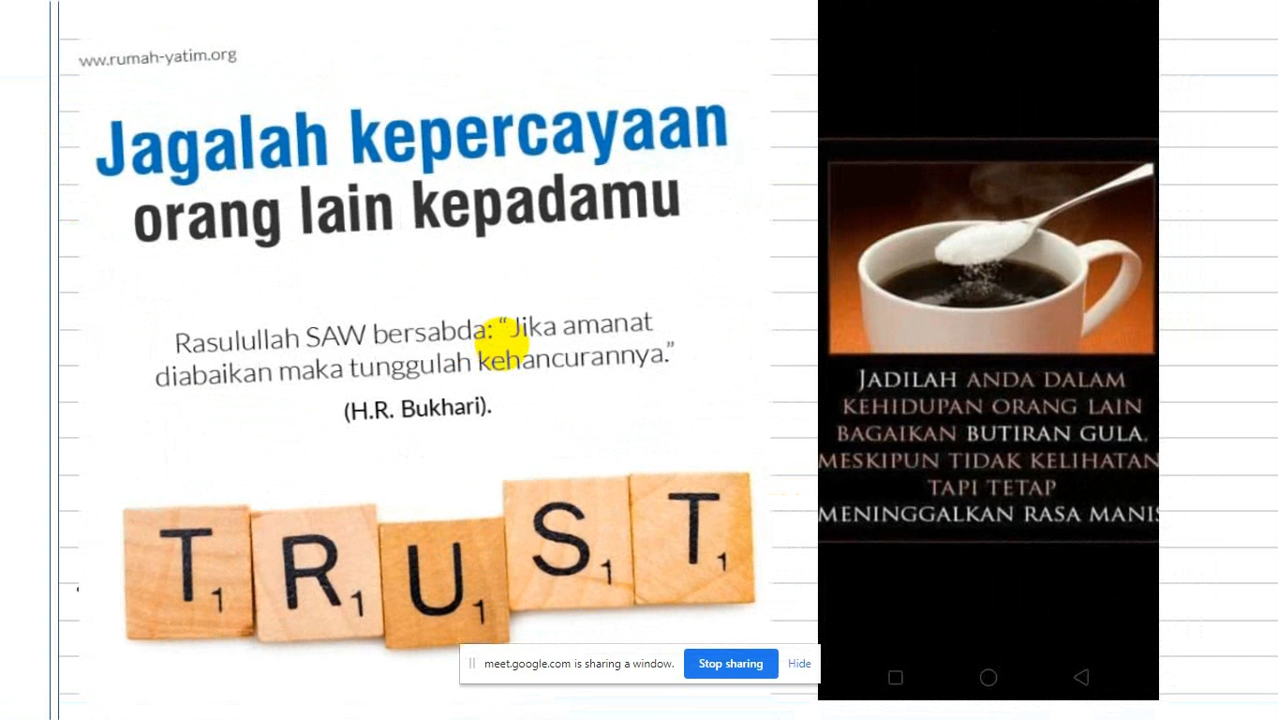 ww.rumah-yatim.org
Jagalah kepercayaan
orang lain kepadamu
Rasulullah SAW bersabda: “Jika amanat
diabaikan maka tunggulah kehancurannya.”
(H.R. Bukhari).
T1 R1 U1 S1 T1
meet.google.com is sharing a window. Stop sharing Hide
JADILAH ANDA DALAM
KEHIDUPAN ORANG LAIN
BAGAIKAN BUTIRAN GULA.
MESKIPUN TIDAK KELIHATAN
TAPI TETAP
MENINGGALKAN RASA MANIS